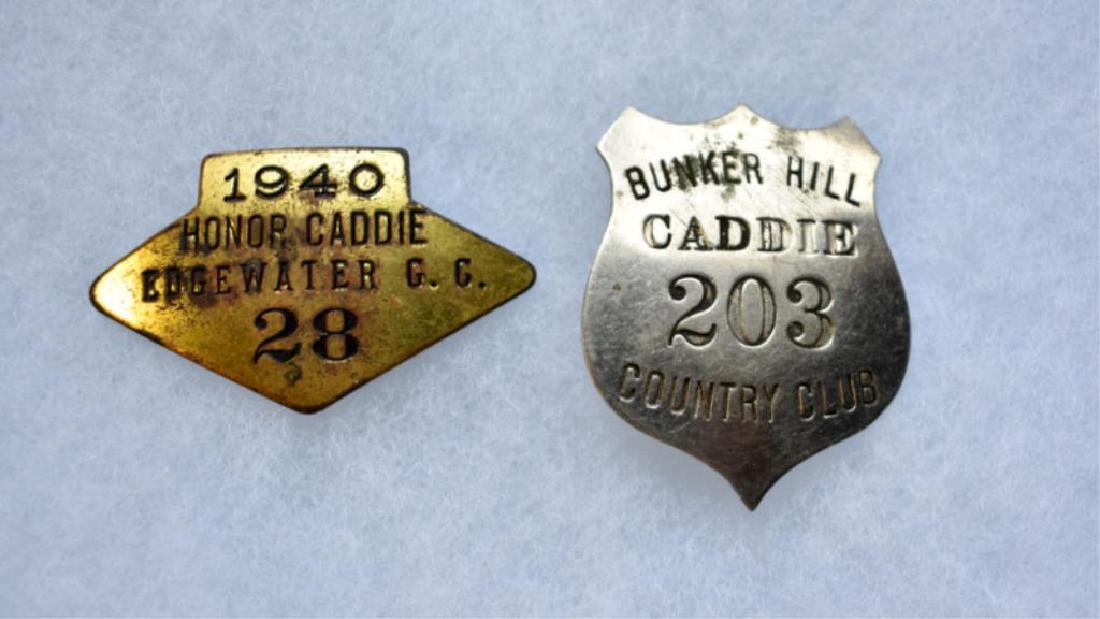 1940
HONOR CADDIE
EDGEWATER G. C.
28
BUNKER HILL
CADDIE
203
COUNTRY CLUB